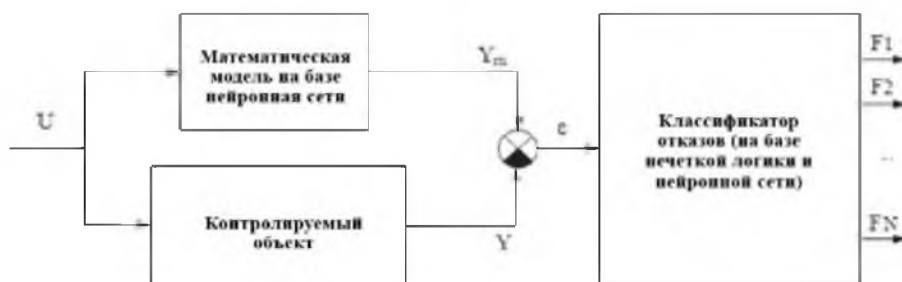 Математическая
модель на базе
нейронная сети
Y_m
U
e
Контролируемый
объект
Y
Классификатор
отказов (на базе
нечеткой логики и
нейронной сети)
F1
F2
...
FN